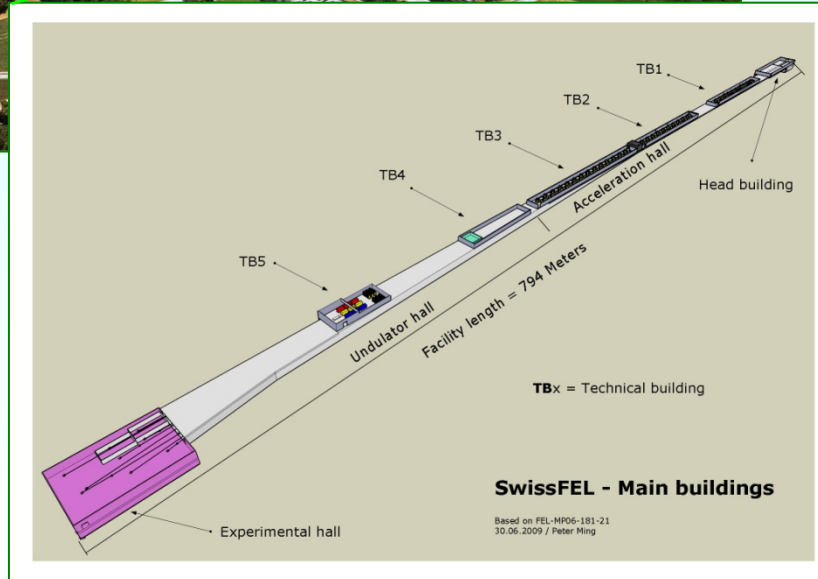 TB1
TB2
TB3
Acceleration hall
Head building
TB4
TB5
Undulator hall
Facility length = 794 Meters
TBx = Technical building
SwissFEL - Main buildings
Based on FEL-MP06-181-21
30.06.2009 / Peter Ming
Experimental hall